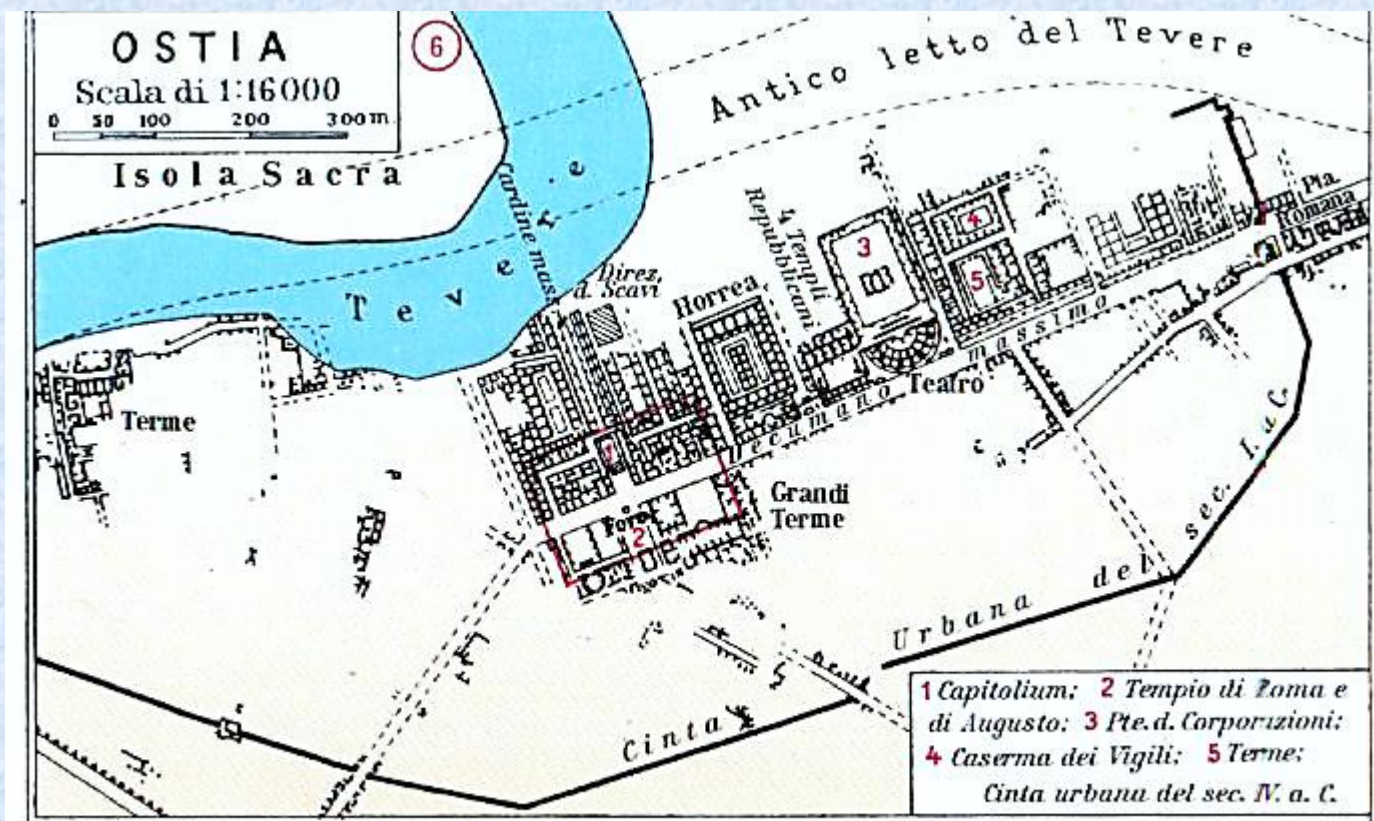 OSTIA
Scala di 1:16000
0 50 100 200 300 m.
6
Isola Sacra
Antico letto del Tevere
Tevere
Cardine mass.
Direz.
d. Scavi
Horrea
4 Templi
Repubblicani
3
4
5
Pta.
Romana
Terme
1
Decumano massimo
Teatro
Grandi
Terme
Foro
2
Cinta Urbana del sec. I. a C.
1 Capitolium; 2 Tempio di Roma e
di Augusto; 3 Pte. d. Corporazioni;
4 Caserma dei Vigili; 5 Terme;
Cinta urbana del sec. IV. a. C.